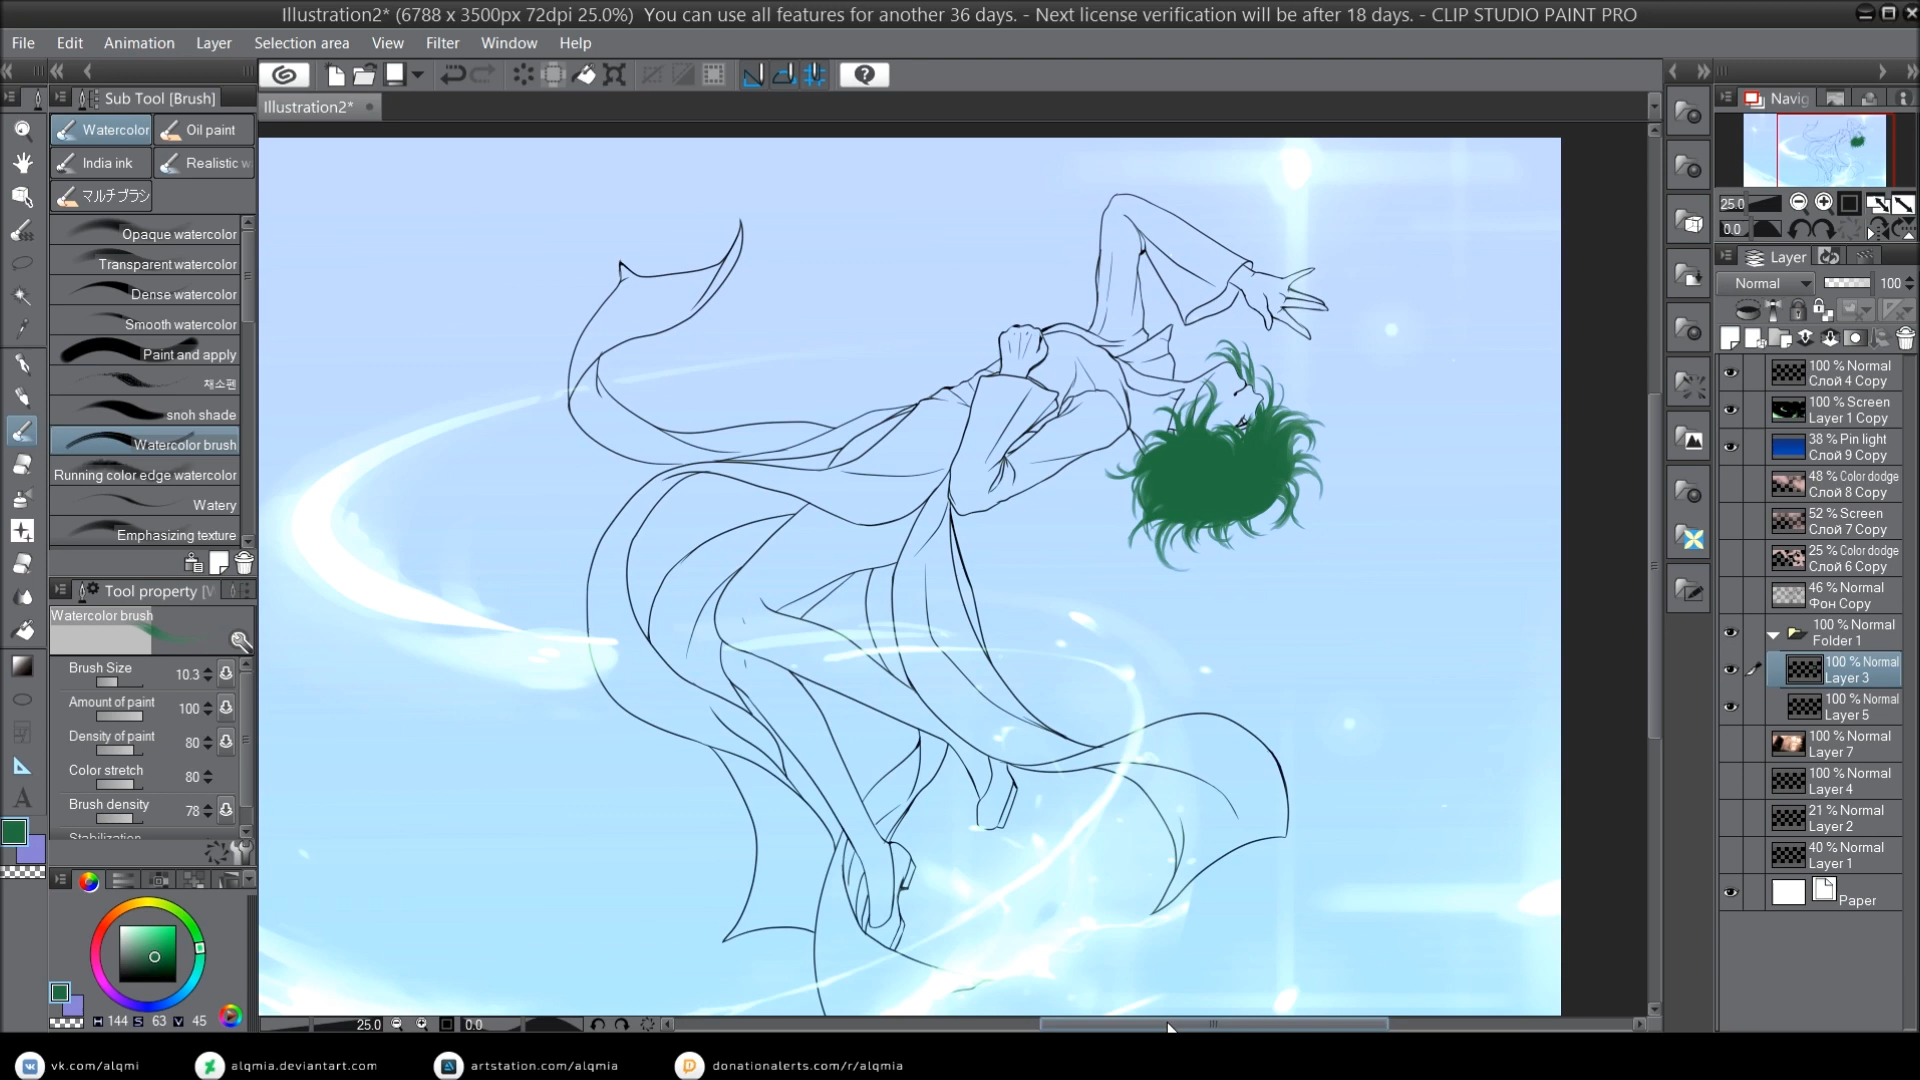 Illustration2* (6788 x 3500px 72dpi 25.0%)  You can use all features for another 36 days. - Next license verification will be after 18 days. - CLIP STUDIO PAINT PRO
File Edit Animation Layer Selection area View Filter Window Help
Sub Tool [Brush]
Illustration2*
Watercolor Oil paint
India ink Realistic w
マルチブラシ
Opaque watercolor
Transparent watercolor
Dense watercolor
Smooth watercolor
Paint and apply
채소펜
snoh shade
Watercolor brush
Running color edge watercolor
Watery
Emphasizing texture
Tool property [W
Watercolor brush
Brush Size 10.3
Amount of paint 100
Density of paint 80
Color stretch 80
Brush density 78
Stabilization
H 144 S 63 V 45
25.0 0.0
Navig
25.0
0.0
Layer
Normal 100
100 % Normal
Слой 4 Copy
100 % Screen
Layer 1 Copy
38 % Pin light
Слой 9 Copy
48 % Color dodge
Слой 8 Copy
52 % Screen
Слой 7 Copy
25 % Color dodge
Слой 6 Copy
46 % Normal
Фон Copy
100 % Normal
Folder 1
100 % Normal
Layer 3
100 % Normal
Layer 5
100 % Normal
Layer 7
100 % Normal
Layer 4
21 % Normal
Layer 2
40 % Normal
Layer 1
Paper
vk.com/alqmi alqmia.deviantart.com artstation.com/alqmia donationalerts.com/r/alqmia